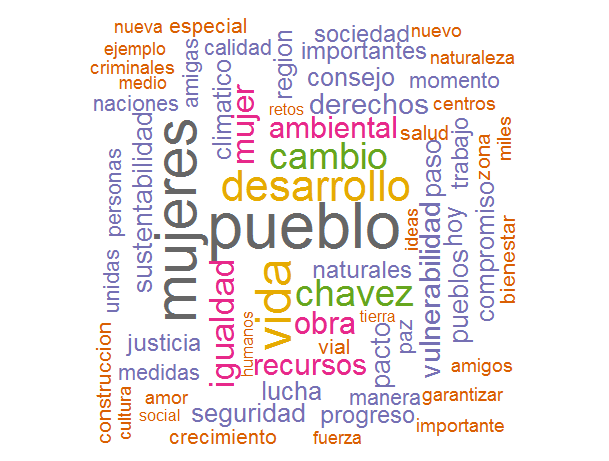 nueva
especial
sociedad
nuevo
ejemplo
amigas
calidad
region
importantes
naturaleza
criminales
medio
climatico
consejo
momento
naciones
mujer
retos
derechos
centros
sustentabilidad
mujeres
ambiental
salud
trabajo
miles
cambio
paso
zona
personas
desarrollo
pueblo
ideas
vulnerabilidad
hoy
compromiso
bienestar
unidas
igualdad
vida
naturales
pueblos
chavez
humanos
obra
tierra
pacto
paz
construccion
justicia
vial
medidas
recursos
amigos
cultura
amor
lucha
manera
garantizar
social
seguridad
progreso
importante
crecimiento
fuerza